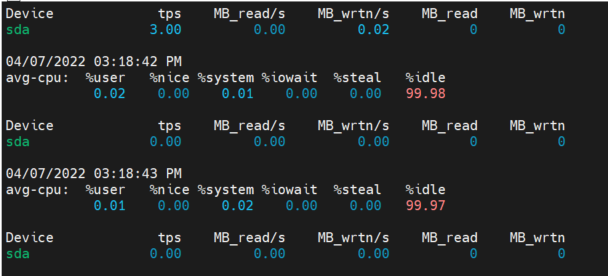 Device tps MB_read/s MB_wrtn/s MB_read MB_wrtn
sda 3.00 0.00 0.02 0 0
04/07/2022 03:18:42 PM
avg-cpu: %user %nice %system %iowait %steal %idle
0.02 0.00 0.01 0.00 0.00 99.98
Device tps MB_read/s MB_wrtn/s MB_read MB_wrtn
sda 0.00 0.00 0.00 0 0
04/07/2022 03:18:43 PM
avg-cpu: %user %nice %system %iowait %steal %idle
0.01 0.00 0.02 0.00 0.00 99.97
Device tps MB_read/s MB_wrtn/s MB_read MB_wrtn
sda 0.00 0.00 0.00 0 0